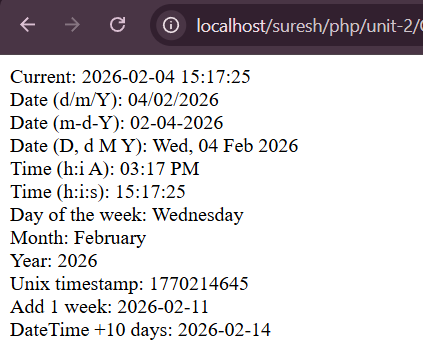 localhost/suresh/php/unit-2/
Current: 2026-02-04 15:17:25
Date (d/m/Y): 04/02/2026
Date (m-d-Y): 02-04-2026
Date (D, d M Y): Wed, 04 Feb 2026
Time (h:i A): 03:17 PM
Time (h:i:s): 15:17:25
Day of the week: Wednesday
Month: February
Year: 2026
Unix timestamp: 1770214645
Add 1 week: 2026-02-11
DateTime +10 days: 2026-02-14